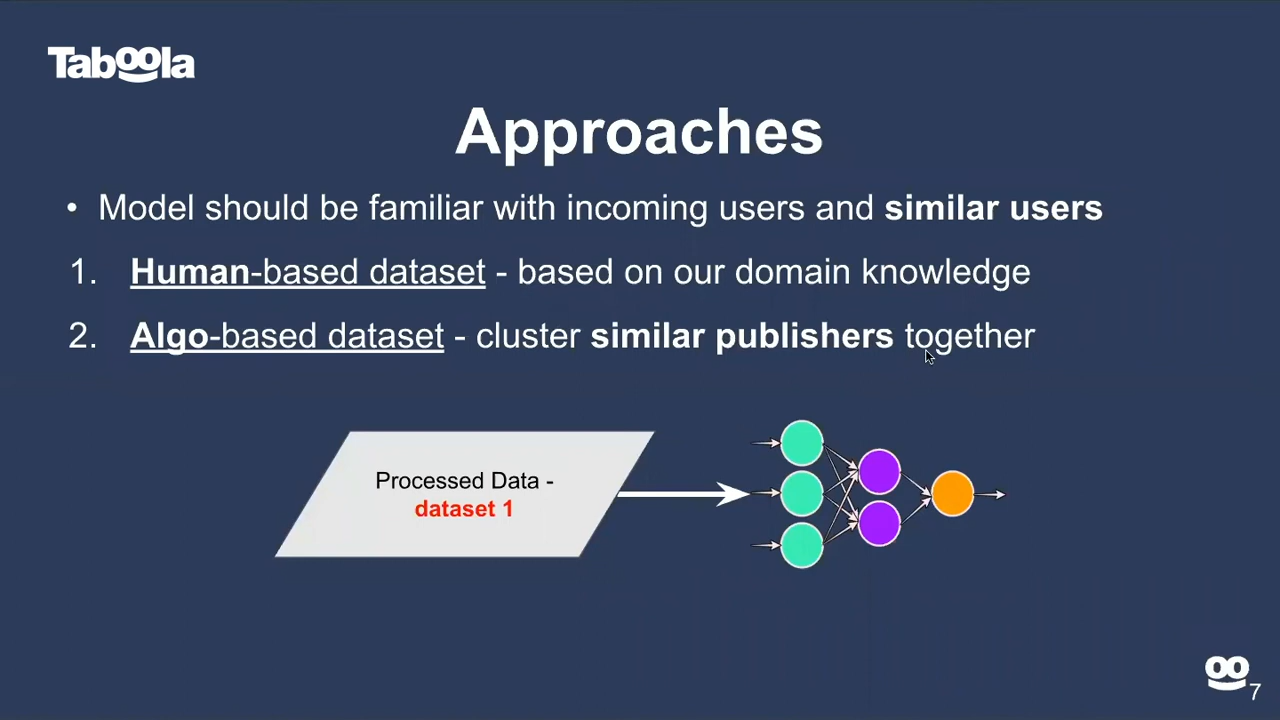 Taboola
Approaches
• Model should be familiar with incoming users and similar users
1. Human-based dataset - based on our domain knowledge
2. Algo-based dataset - cluster similar publishers together
Processed Data -
dataset 1
7